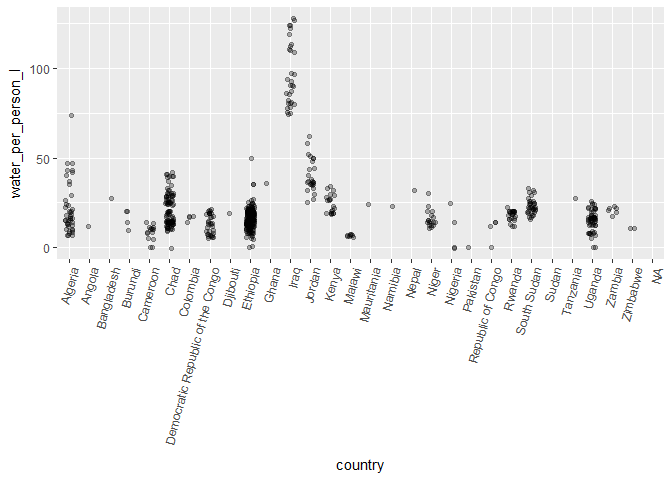 water_per_person_l
100
50
0
Algeria
Angola
Bangladesh
Burundi
Cameroon
Chad
Colombia
Democratic Republic of the Congo
Djibouti
Ethiopia
Ghana
Iraq
Jordan
Kenya
Malawi
Mauritania
Namibia
Nepal
Niger
Nigeria
Pakistan
Republic of Congo
Rwanda
South Sudan
Sudan
Tanzania
Uganda
Zambia
Zimbabwe
NA
country